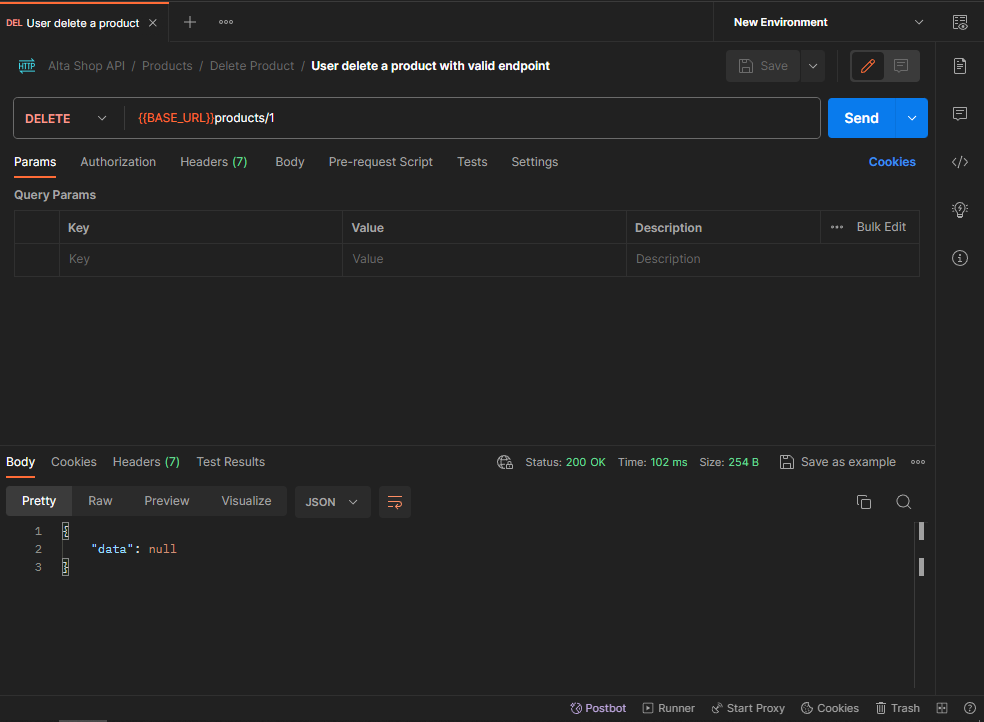 DEL User delete a product
New Environment
HTTP Alta Shop API / Products / Delete Product / User delete a product with valid endpoint
Save
DELETE {{BASE_URL}}products/1
Send
Params Authorization Headers (7) Body Pre-request Script Tests Settings Cookies
Query Params
Key Value Description Bulk Edit
Key Value Description
Body Cookies Headers (7) Test Results Status: 200 OK Time: 102 ms Size: 254 B Save as example
Pretty Raw Preview Visualize JSON
1 {
2 "data": null
3 }
Postbot Runner Start Proxy Cookies Trash